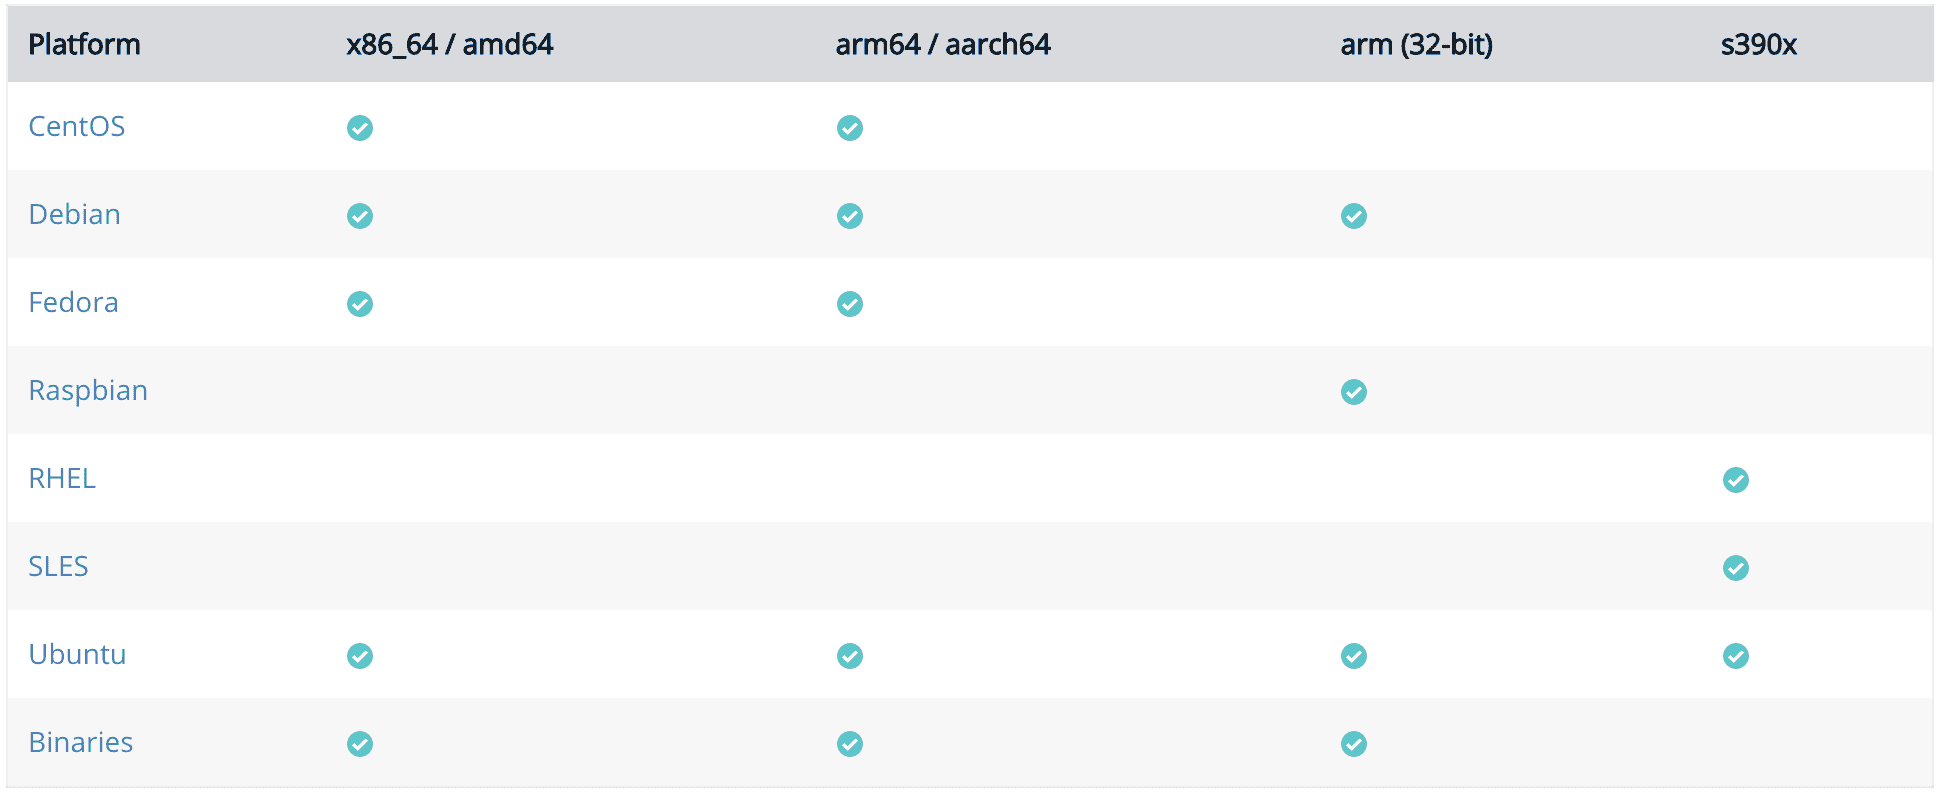 Platform x86_64 / amd64 arm64 / aarch64 arm (32-bit) s390x
CentOS
Debian
Fedora
Raspbian
RHEL
SLES
Ubuntu
Binaries